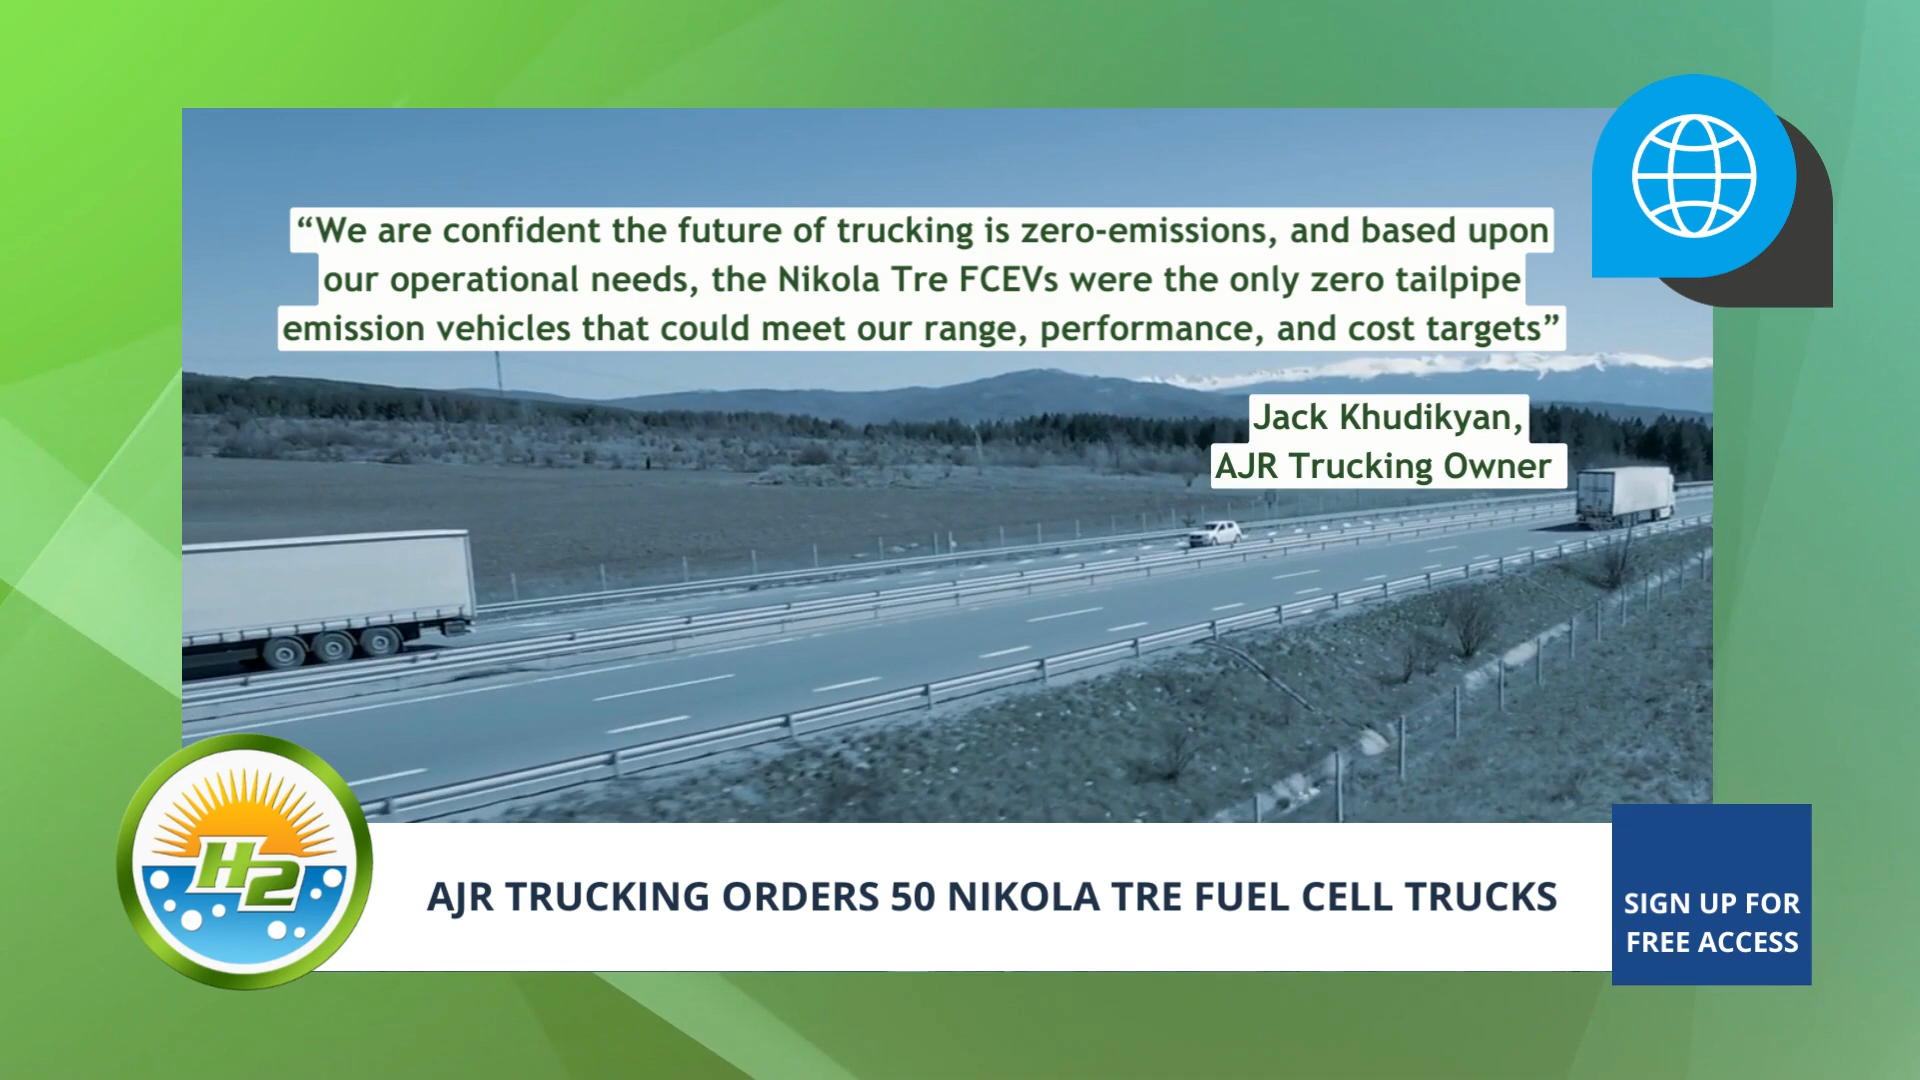 “We are confident the future of trucking is zero-emissions, and based upon
our operational needs, the Nikola Tre FCEVs were the only zero tailpipe
emission vehicles that could meet our range, performance, and cost targets”
Jack Khudikyan,
AJR Trucking Owner
H2
AJR TRUCKING ORDERS 50 NIKOLA TRE FUEL CELL TRUCKS
SIGN UP FOR
FREE ACCESS